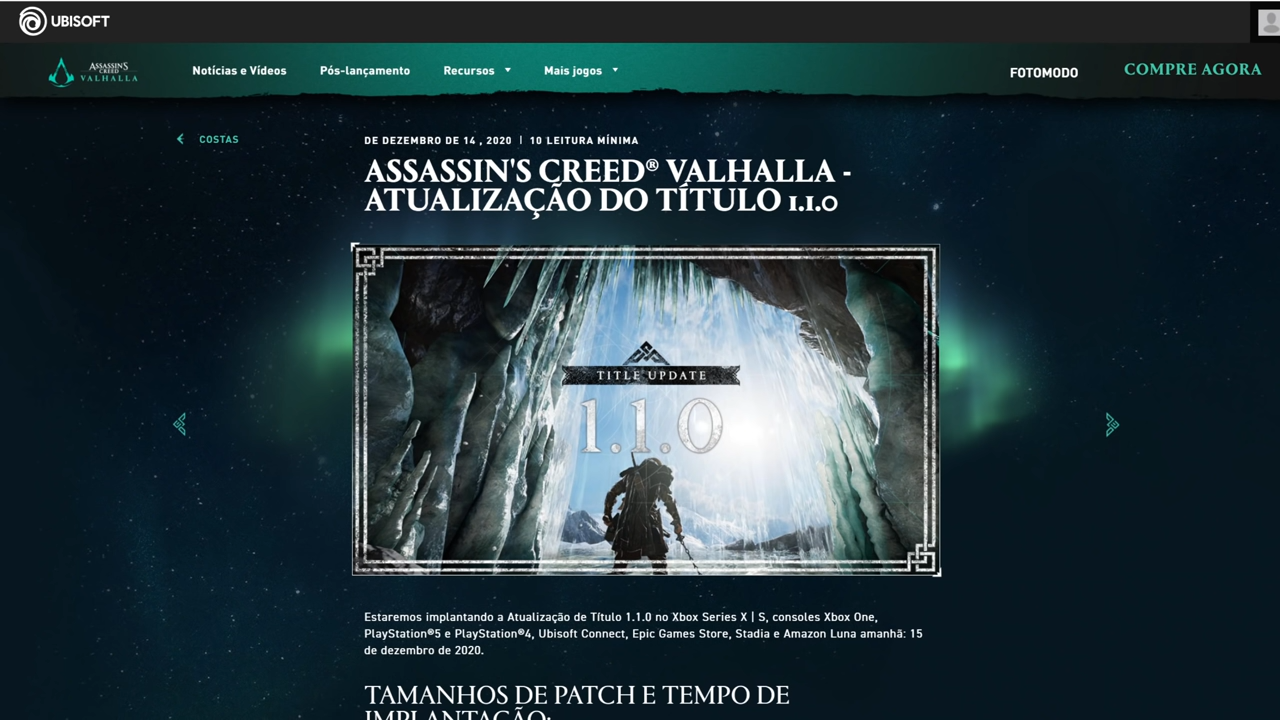 UBISOFT
ASSASSIN'S
CREED
VALHALLA
Notícias e Vídeos
Pós-lançamento
Recursos
Mais jogos
FOTOMODO
COMPRE AGORA
COSTAS
DE DEZEMBRO DE 14 , 2020 | 10 LEITURA MÍNIMA
ASSASSIN'S CREED® VALHALLA -
ATUALIZAÇÃO DO TÍTULO 1.1.0
TITLE UPDATE
1.1.0
Estaremos implantando a Atualização de Título 1.1.0 no Xbox Series X | S, consoles Xbox One,
PlayStation®5 e PlayStation®4, Ubisoft Connect, Epic Games Store, Stadia e Amazon Luna amanhã: 15
de dezembro de 2020.
TAMANHOS DE PATCH E TEMPO DE
IMPLANTAÇÃO: